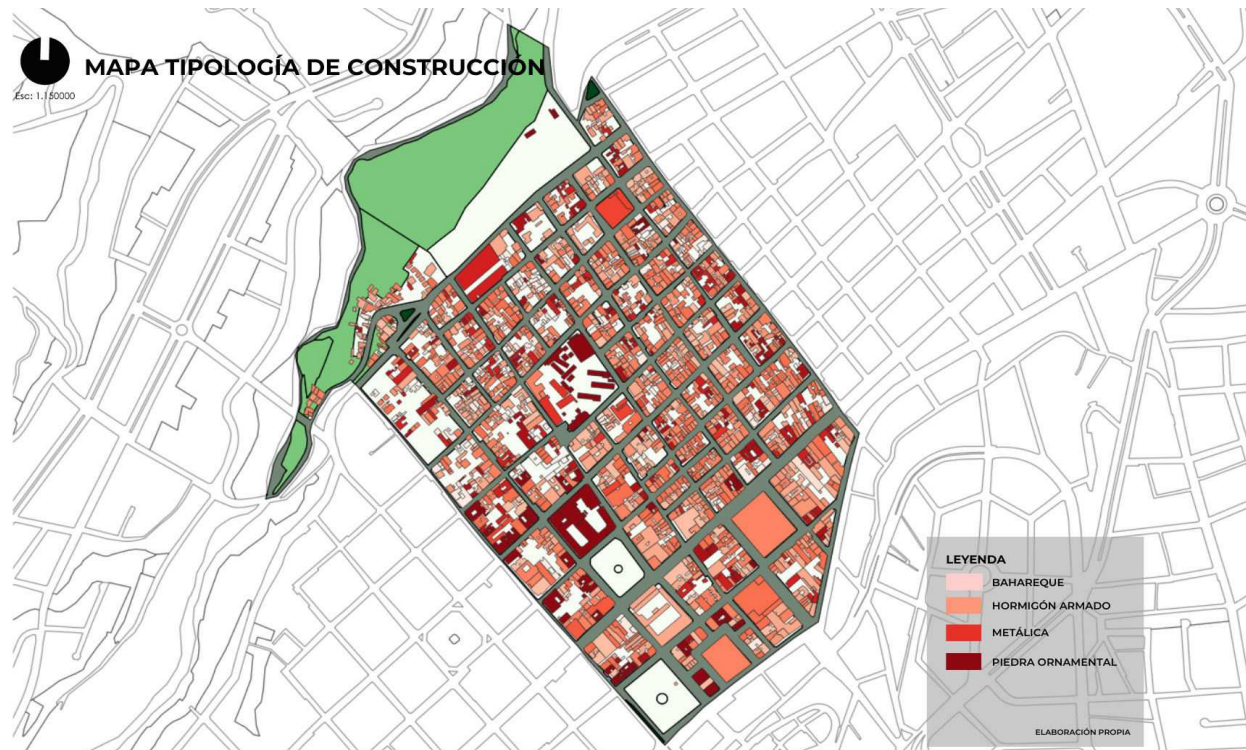 MAPA TIPOLOGÍA DE CONSTRUCCIÓN
Esc: 1.150000
LEYENDA
BAHAREQUE
HORMIGÓN ARMADO
METÁLICA
PIEDRA ORNAMENTAL
ELABORACIÓN PROPIA